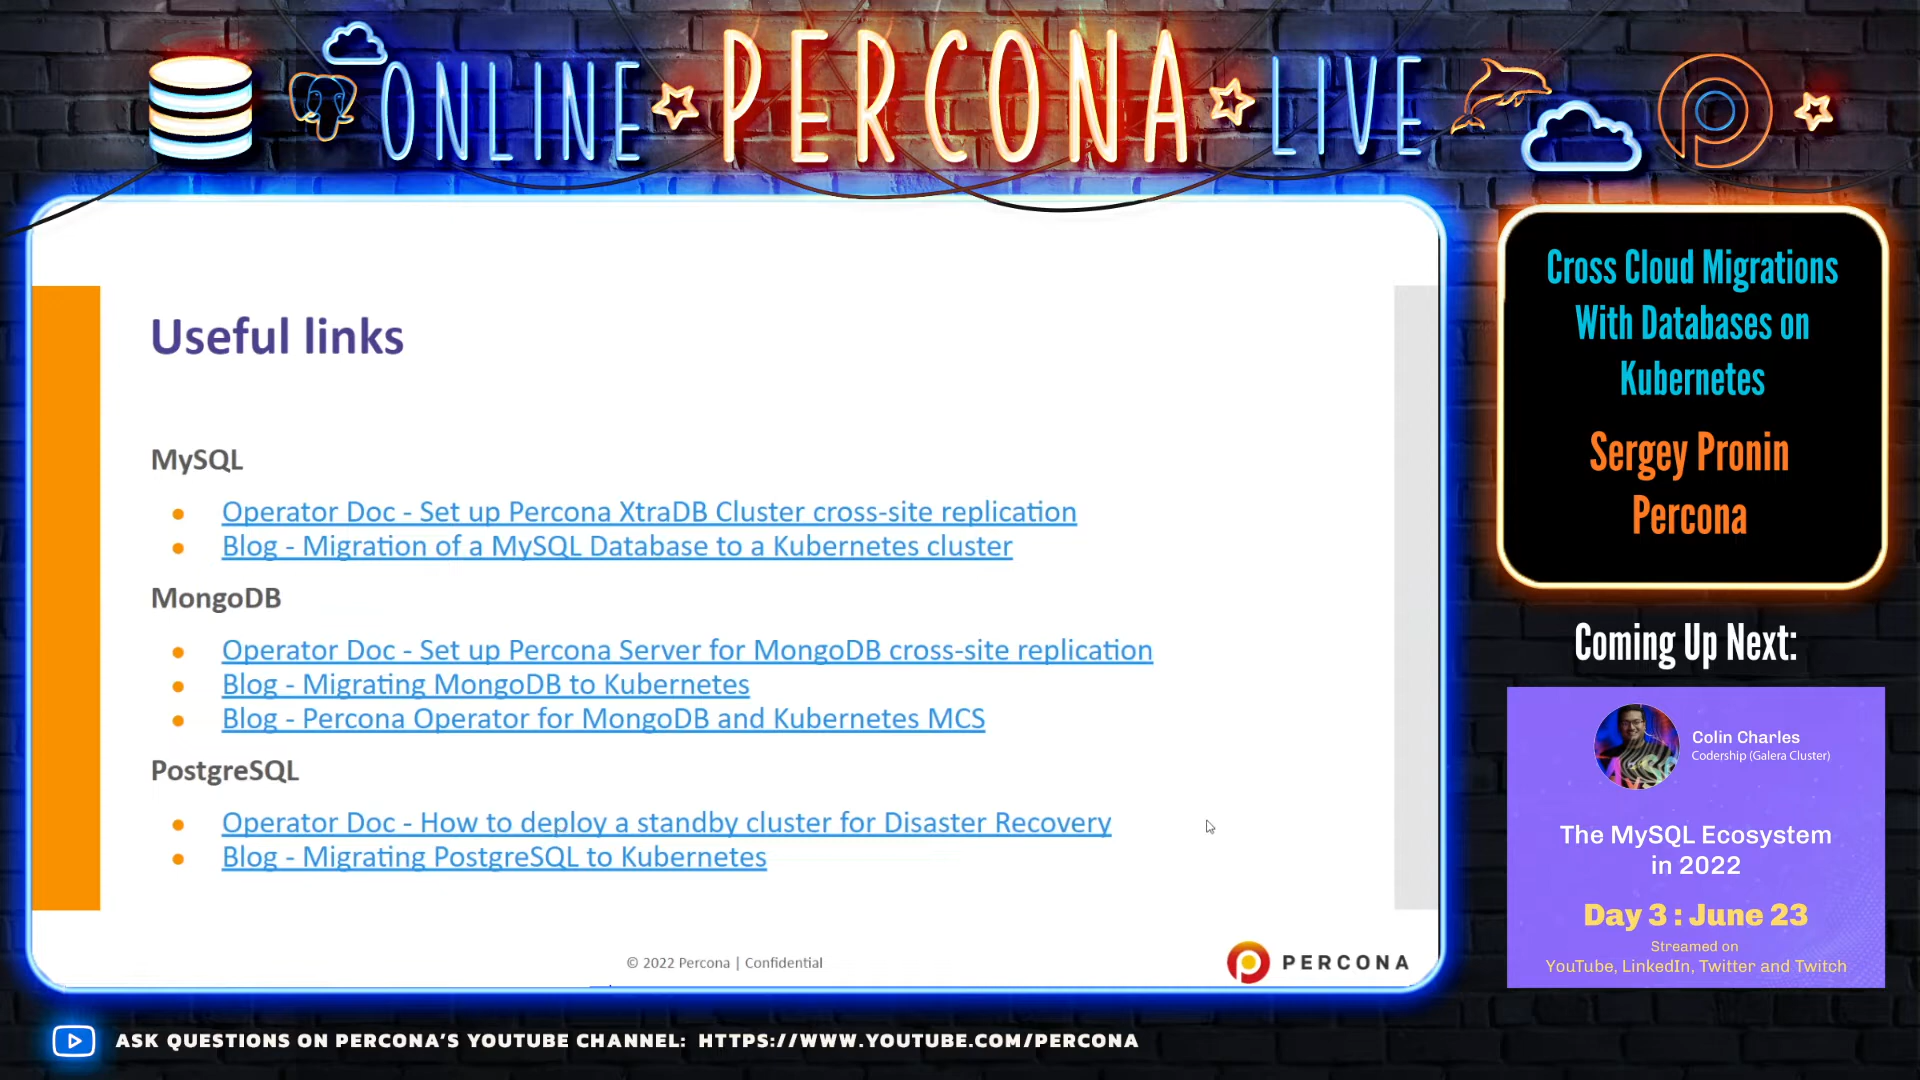 ONLINE PERCONA LIVE
Useful links
MySQL
Operator Doc - Set up Percona XtraDB Cluster cross-site replication
Blog - Migration of a MySQL Database to a Kubernetes cluster
MongoDB
Operator Doc - Set up Percona Server for MongoDB cross-site replication
Blog - Migrating MongoDB to Kubernetes
Blog - Percona Operator for MongoDB and Kubernetes MCS
PostgreSQL
Operator Doc - How to deploy a standby cluster for Disaster Recovery
Blog - Migrating PostgreSQL to Kubernetes
© 2022 Percona | Confidential
PERCONA
Cross Cloud Migrations
With Databases on
Kubernetes
Sergey Pronin
Percona
Coming Up Next:
Colin Charles
Codership (Galera Cluster)
The MySQL Ecosystem
in 2022
Day 3 : June 23
Streamed on
YouTube, LinkedIn, Twitter and Twitch
ASK QUESTIONS ON PERCONA'S YOUTUBE CHANNEL: HTTPS://WWW.YOUTUBE.COM/PERCONA